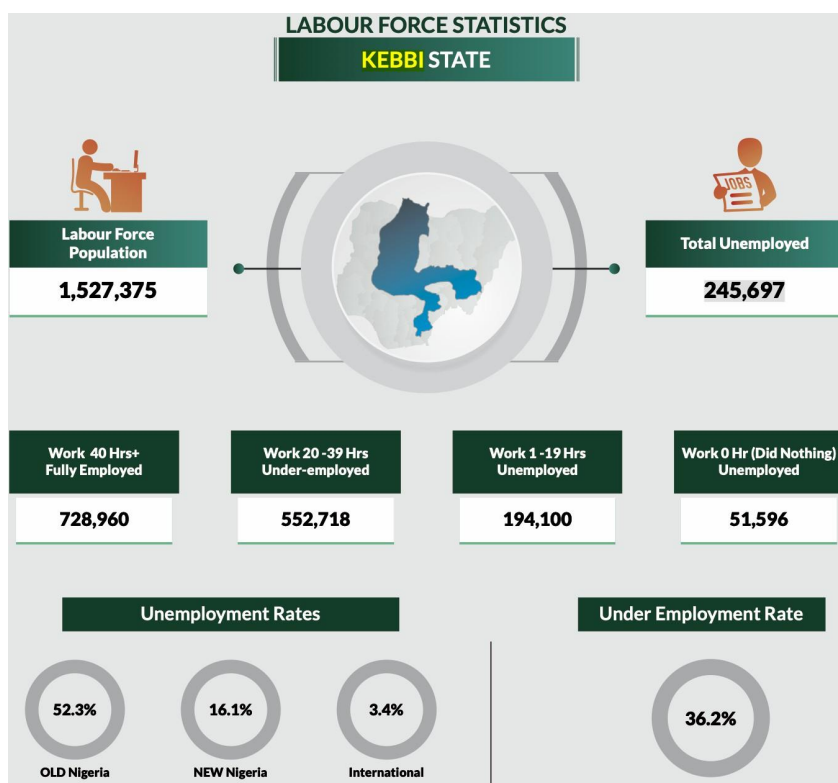 LABOUR FORCE STATISTICS
KEBBI STATE
JOBS
Labour Force
Population
1,527,375
Total Unemployed
245,697
Work 40 Hrs+
Fully Employed
728,960
Work 20 -39 Hrs
Under-employed
552,718
Work 1 -19 Hrs
Unemployed
194,100
Work 0 Hr (Did Nothing)
Unemployed
51,596
Unemployment Rates
Under Employment Rate
52.3%
16.1%
3.4%
36.2%
OLD Nigeria
NEW Nigeria
International